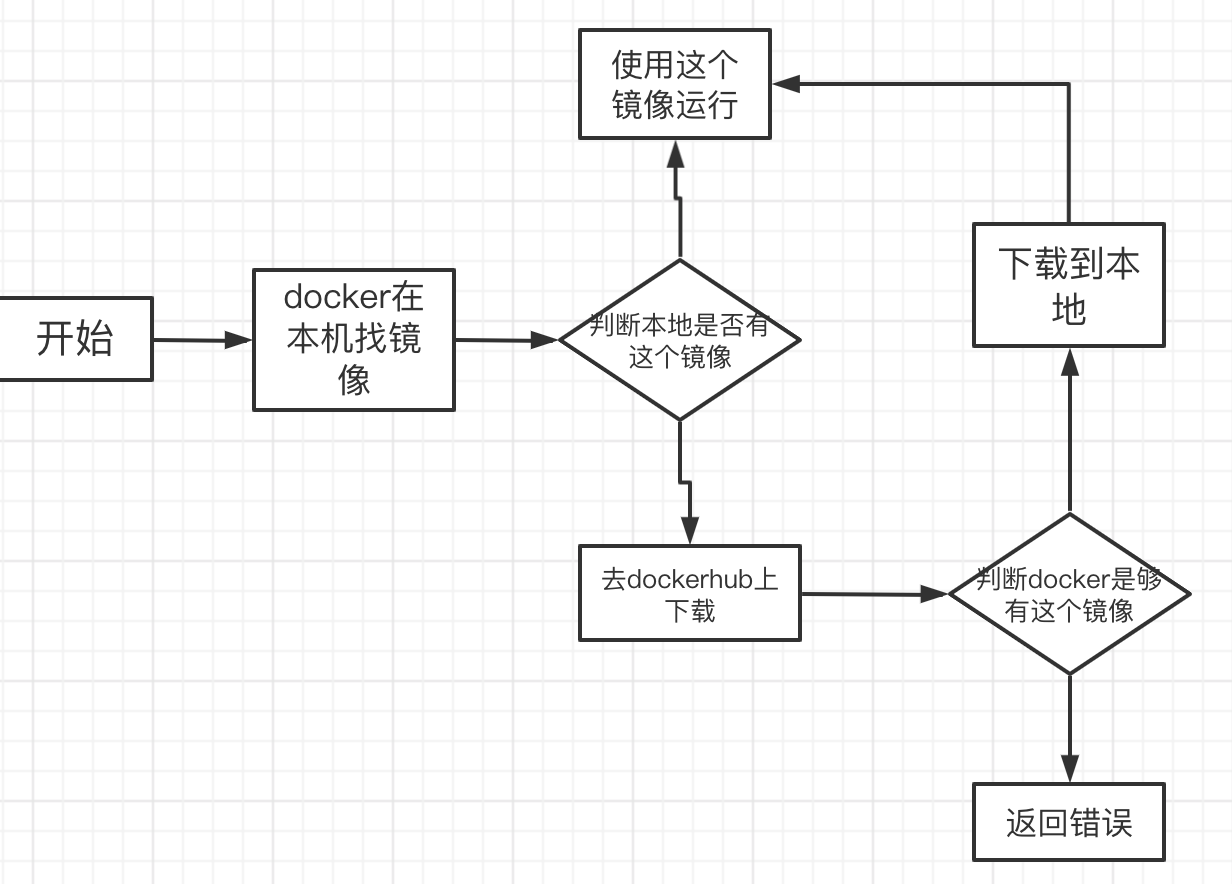 使用这个
镜像运行
开始
docker在
本机找镜
像
判断本地是否有
这个镜像
下载到本
地
去dockerhub上
下载
判断docker是够
有这个镜像
返回错误